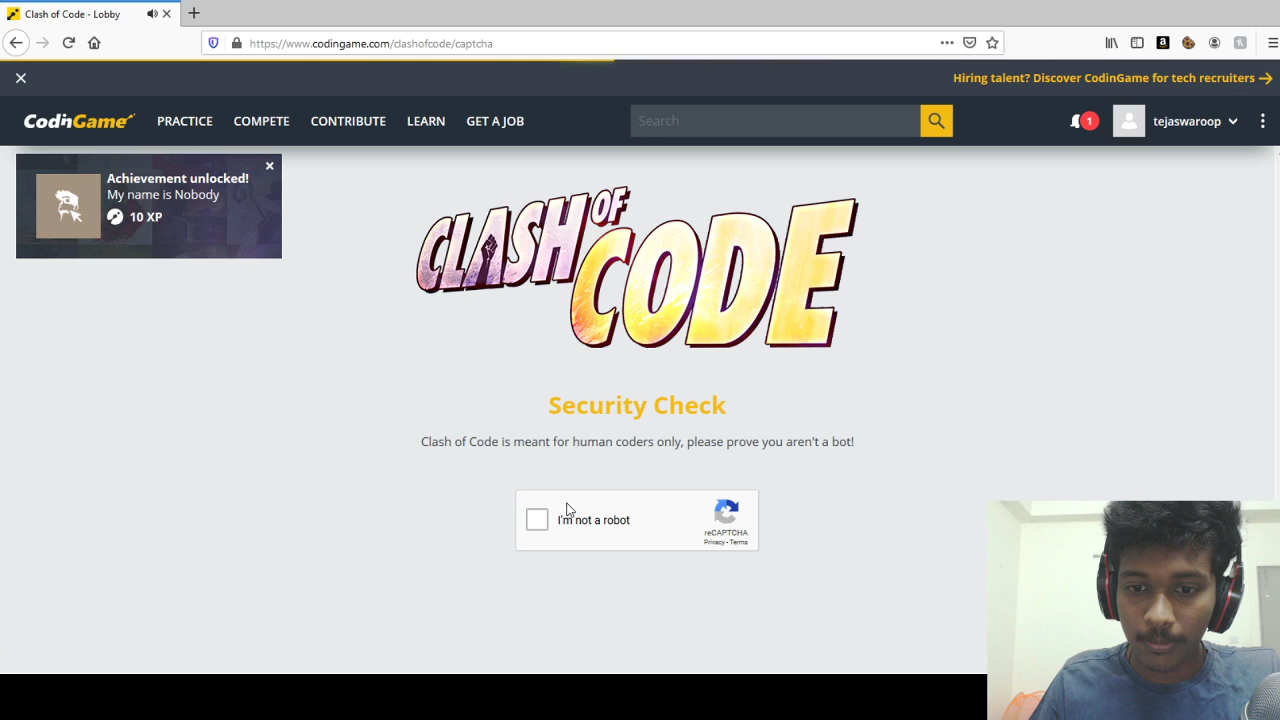 Clash of Code - Lobby
https://www.codingame.com/clashofcode/captcha
Hiring talent? Discover CodinGame for tech recruiters
CodinGame PRACTICE COMPETE CONTRIBUTE LEARN GET A JOB Search 1 tejaswaroop
Achievement unlocked!
My name is Nobody
10 XP
CLASH OF CODE
Security Check
Clash of Code is meant for human coders only, please prove you aren't a bot!
I'm not a robot
reCAPTCHA
Privacy - Terms